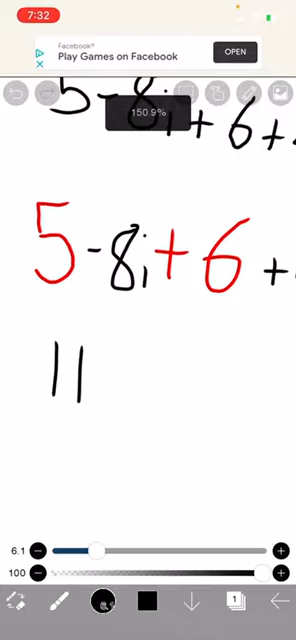 7:32
Facebook®
Play Games on Facebook
OPEN
5-8i+6+
150.9%
5-8i+6+
11
6.1
100
1